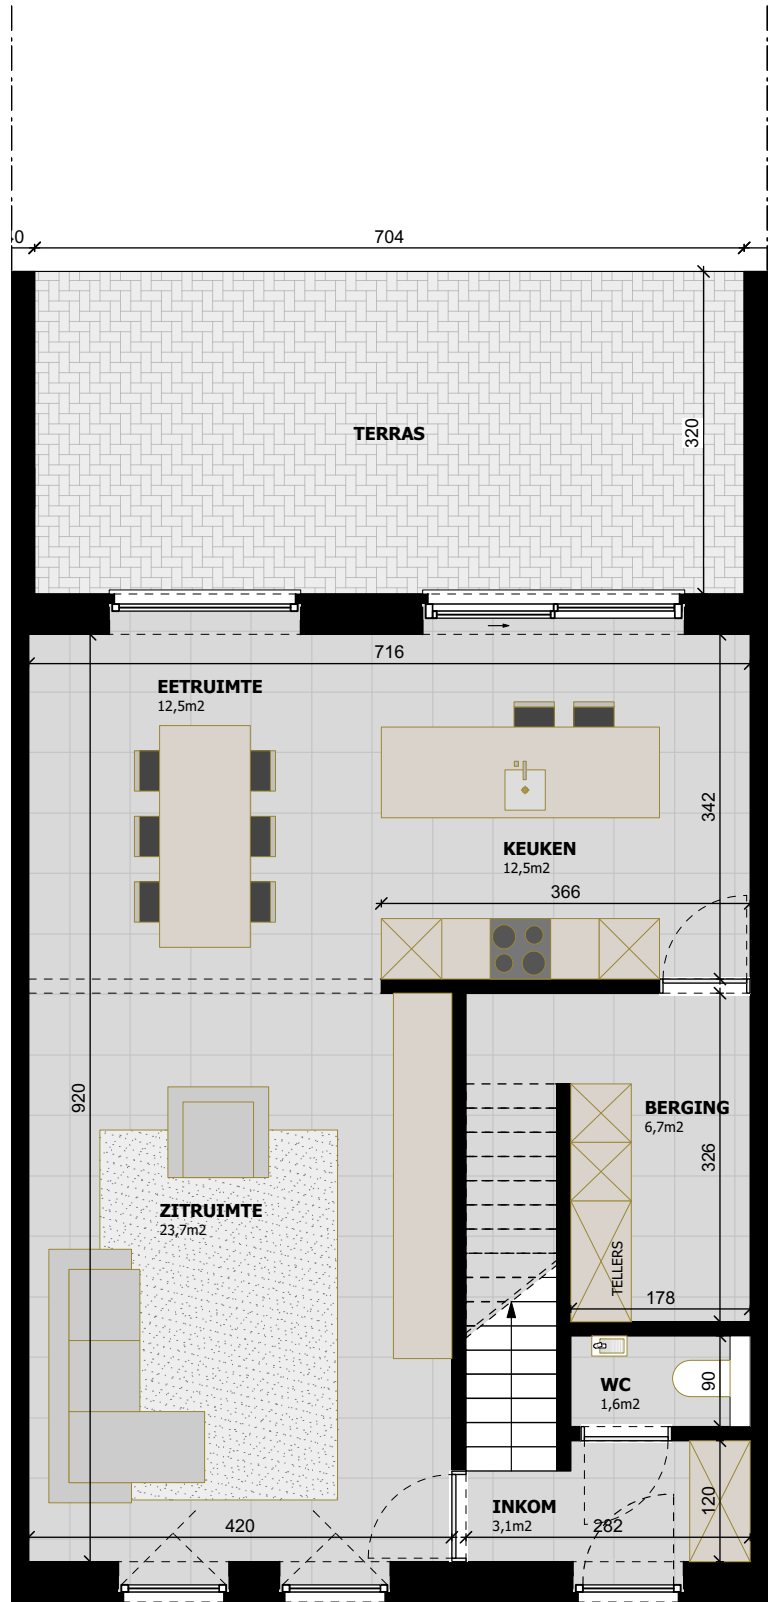 704
TERRAS
320
716
EETRUIMTE
12,5m2
342
KEUKEN
12,5m2
366
920
BERGING
6,7m2
326
ZITRUIMTE
23,7m2
TELLERS
178
WC
1,6m2
90
INKOM
3,1m2
120
420
282